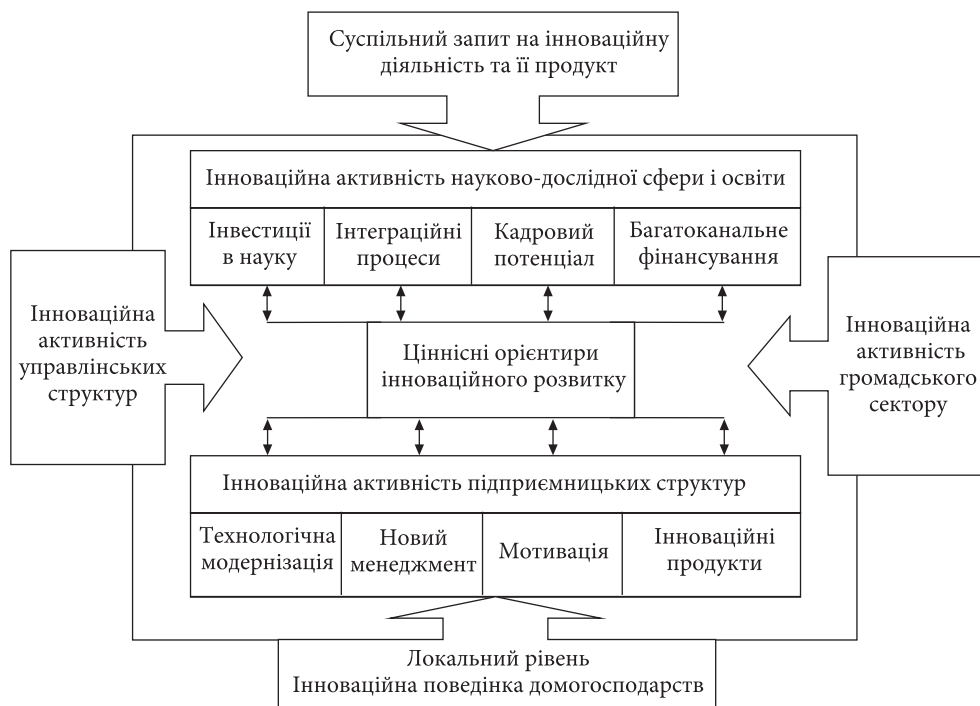 Суспільний запит на інноваційну
діяльність та її продукт
Інноваційна активність науково-дослідної сфери і освіти
Інвестиції
в науку
Інтеграційні
процеси
Кадровий
потенціал
Багатоканальне
фінансування
Інноваційна
активність
управлінських
структур
Ціннісні орієнтири
інноваційного розвитку
Інноваційна
активність
громадського
сектору
Інноваційна активність підприємницьких структур
Технологічна
модернізація
Новий
менеджмент
Мотивація
Інноваційні
продукти
Локальний рівень
Інноваційна поведінка домогосподарств